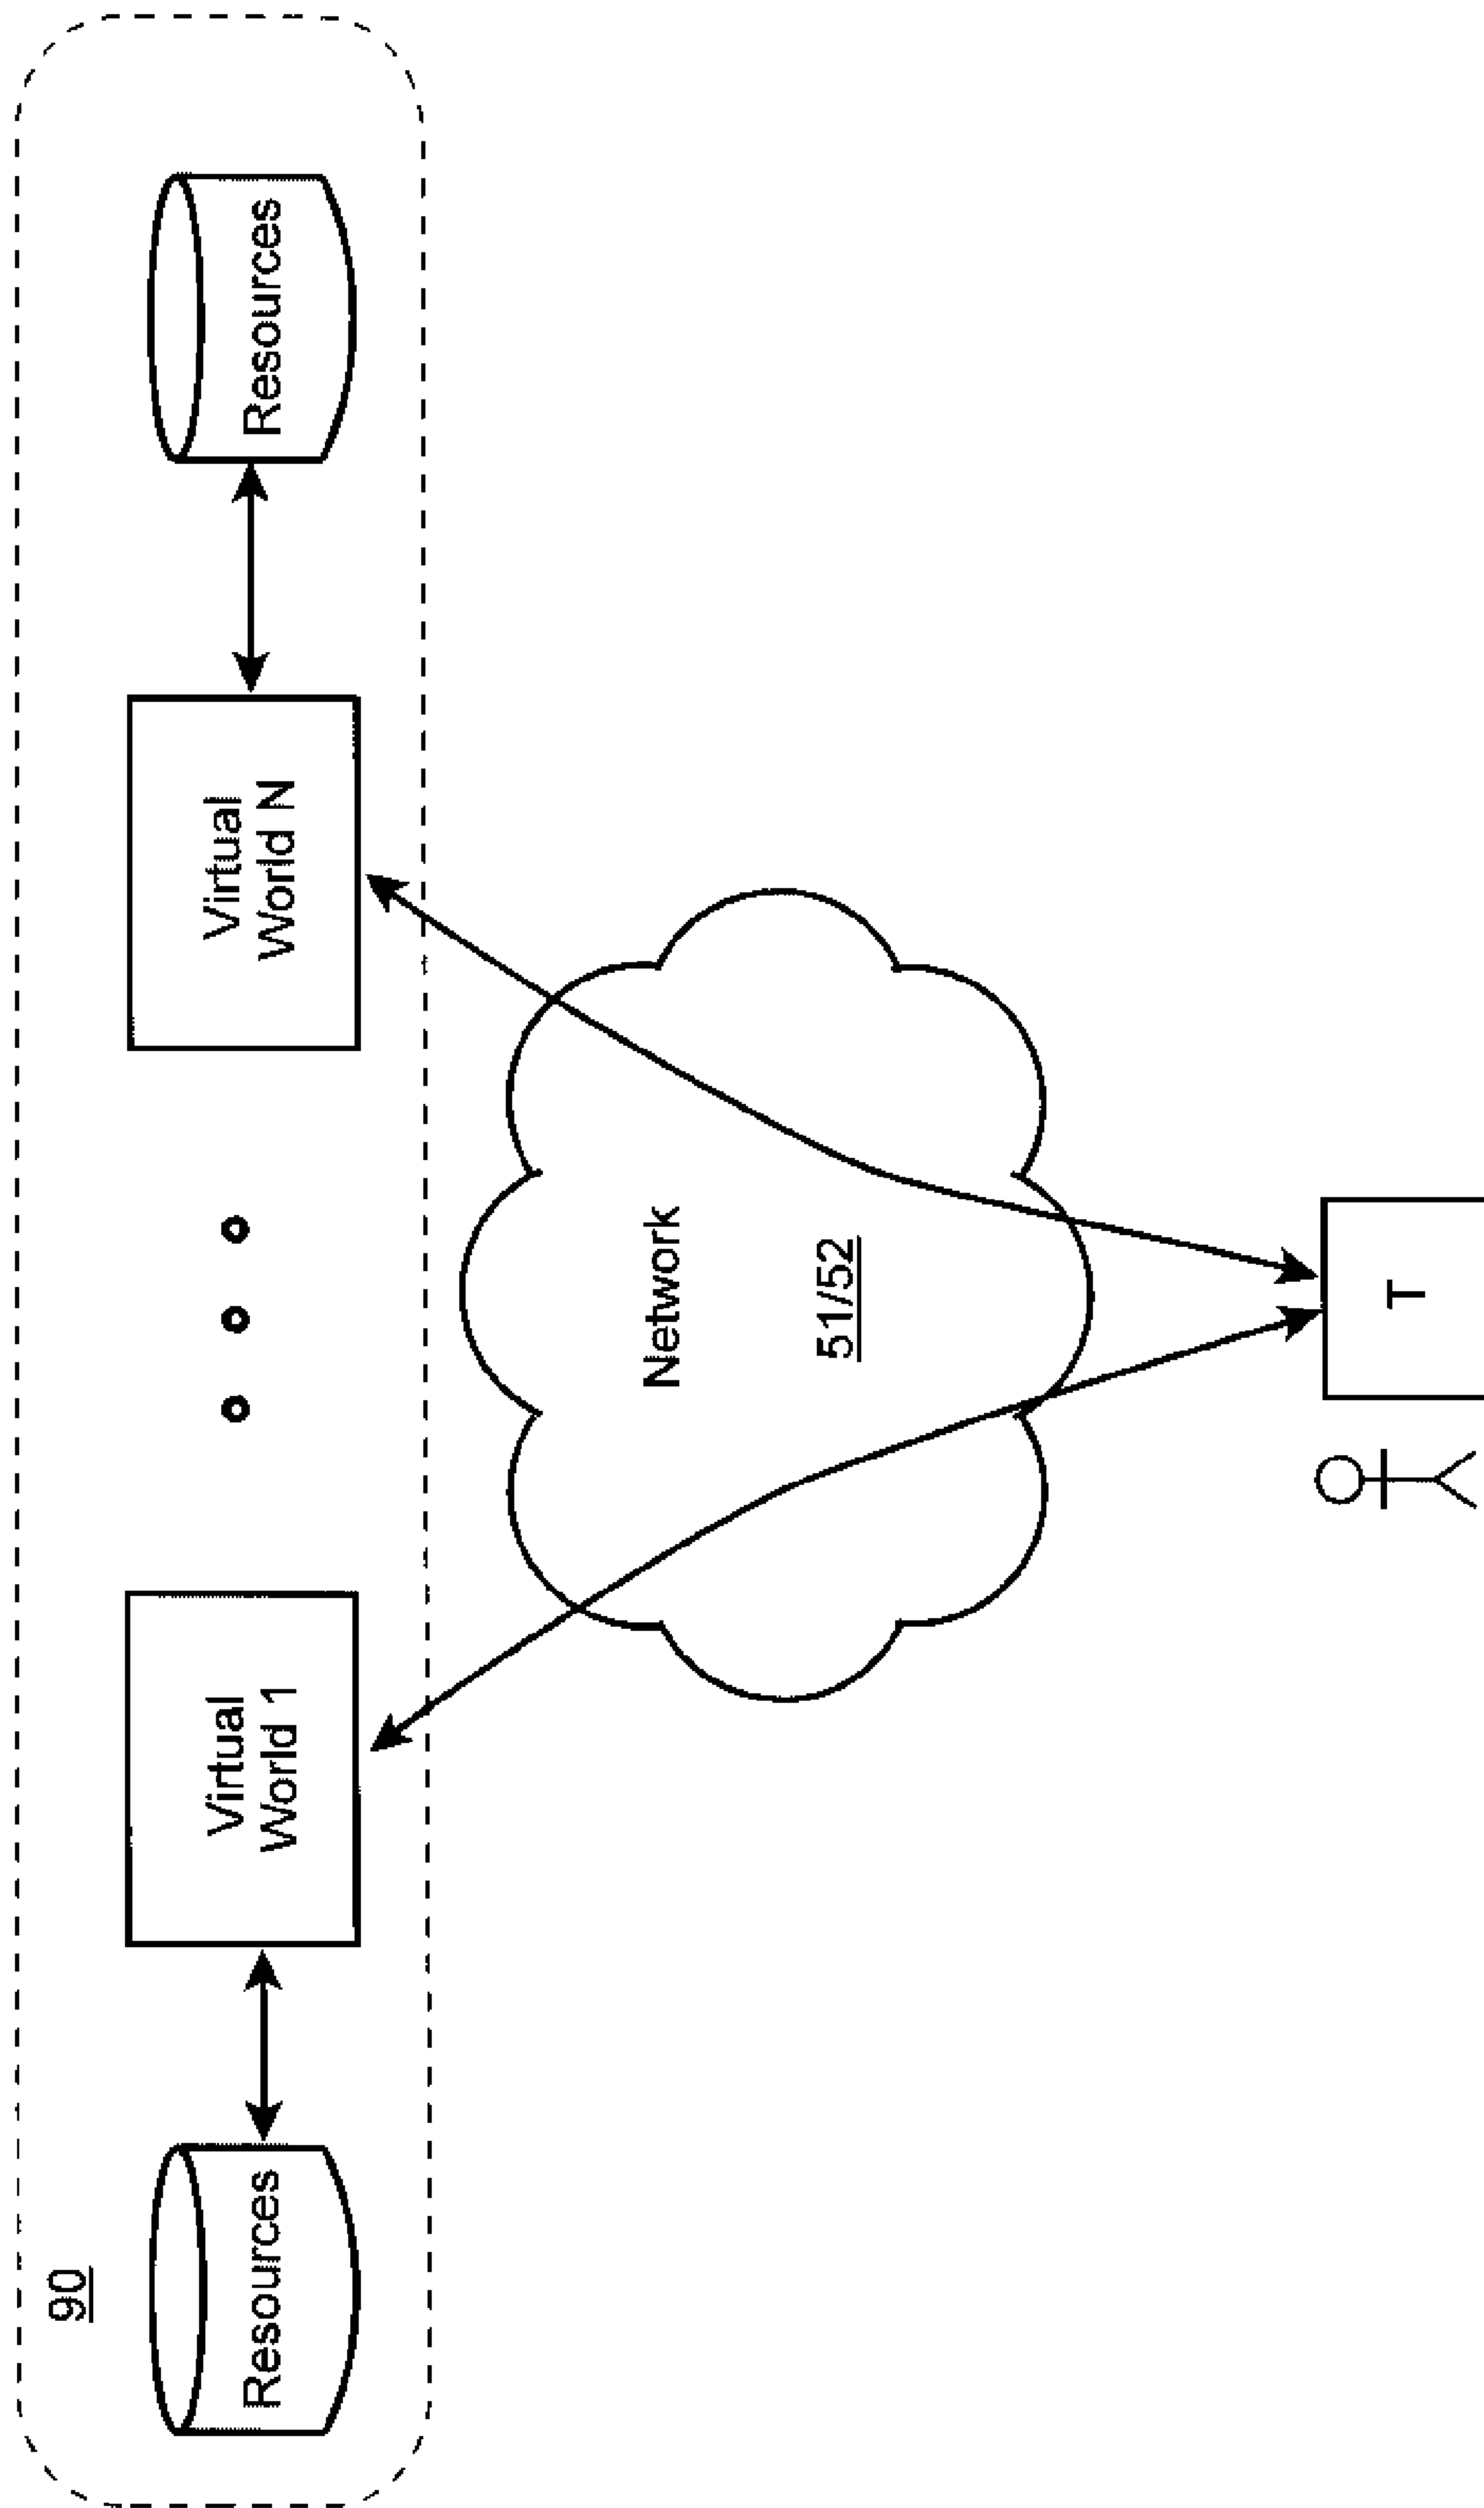 90
Resources
Virtual
World 1
Virtual
World N
Resources
Network
51/52
T